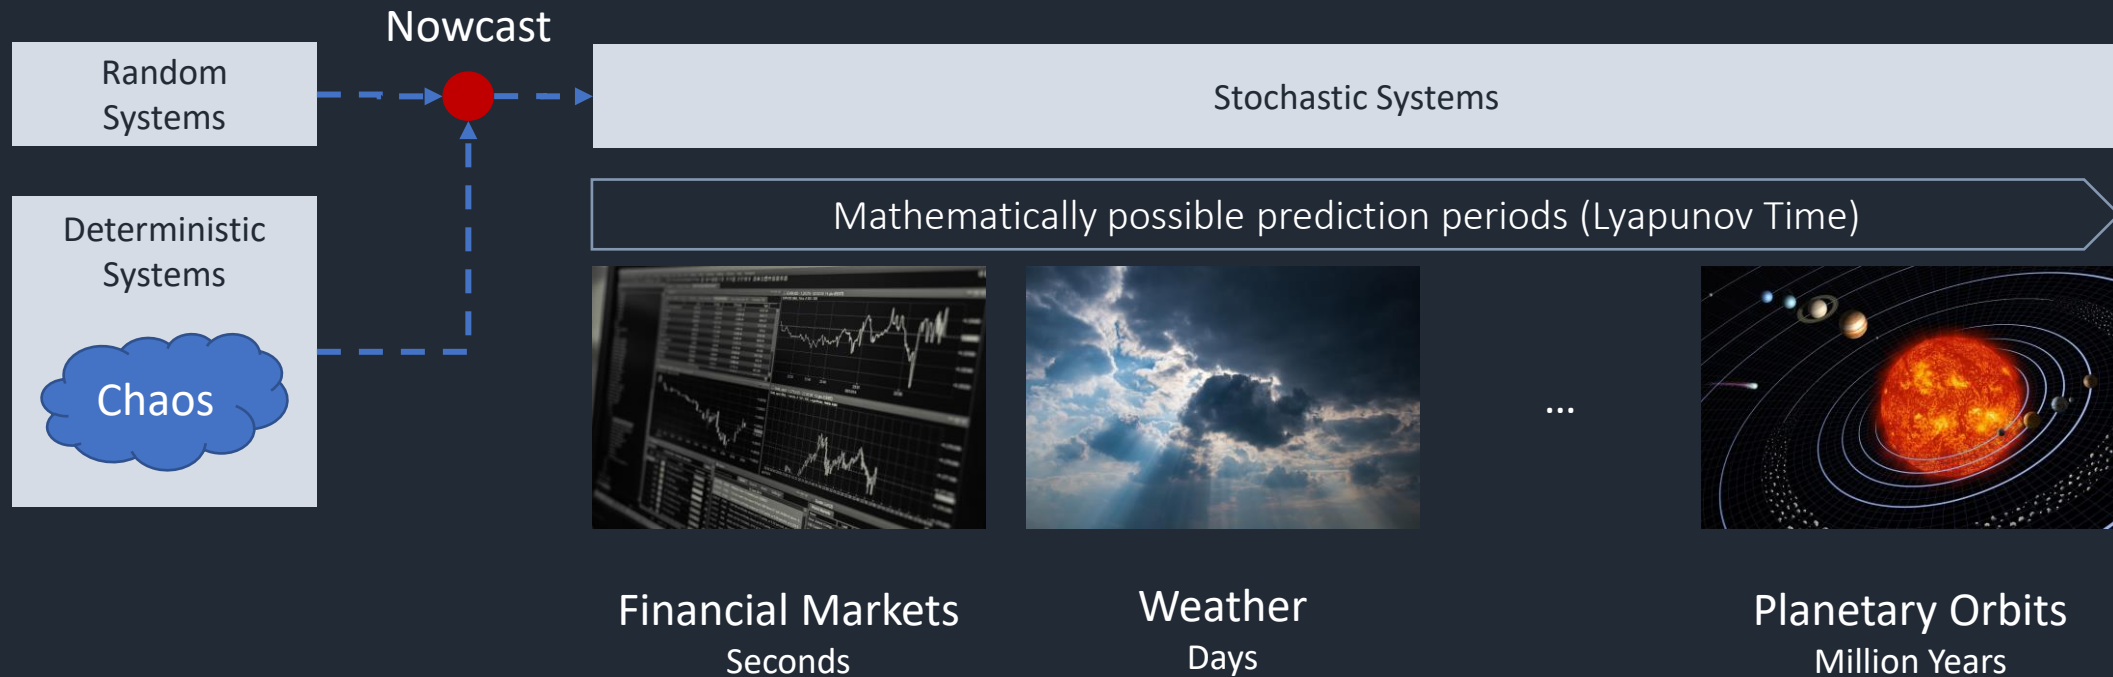 Nowcast
Random
Systems
Stochastic Systems
Deterministic
Systems
Chaos
Mathematically possible prediction periods (Lyapunov Time)
...
Financial Markets
Seconds
Weather
Days
Planetary Orbits
Million Years